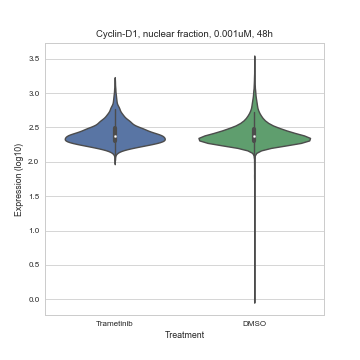 Cyclin-D1, nuclear fraction, 0.001uM, 48h
3.5
3.0
2.5
2.0
1.5
1.0
0.5
0.0
Expression (log10)
Trametinib
DMSO
Treatment